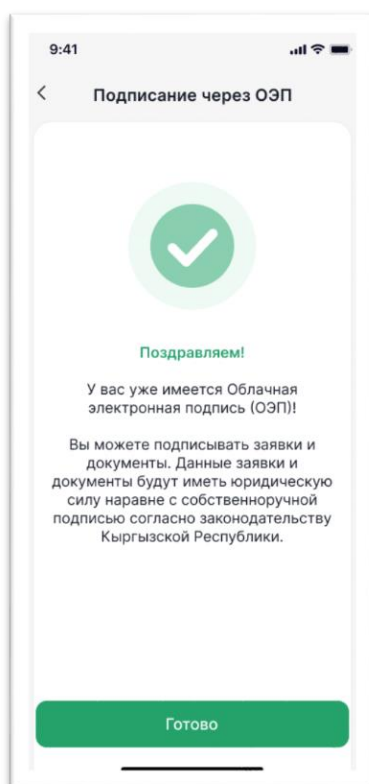 9:41
Подписание через ОЭП
Поздравляем!
У вас уже имеется Облачная
электронная подпись (ОЭП)!
Вы можете подписывать заявки и
документы. Данные заявки и
документы будут иметь юридическую
силу наравне с собственноручной
подписью согласно законодательству
Кыргызской Республики.
Готово